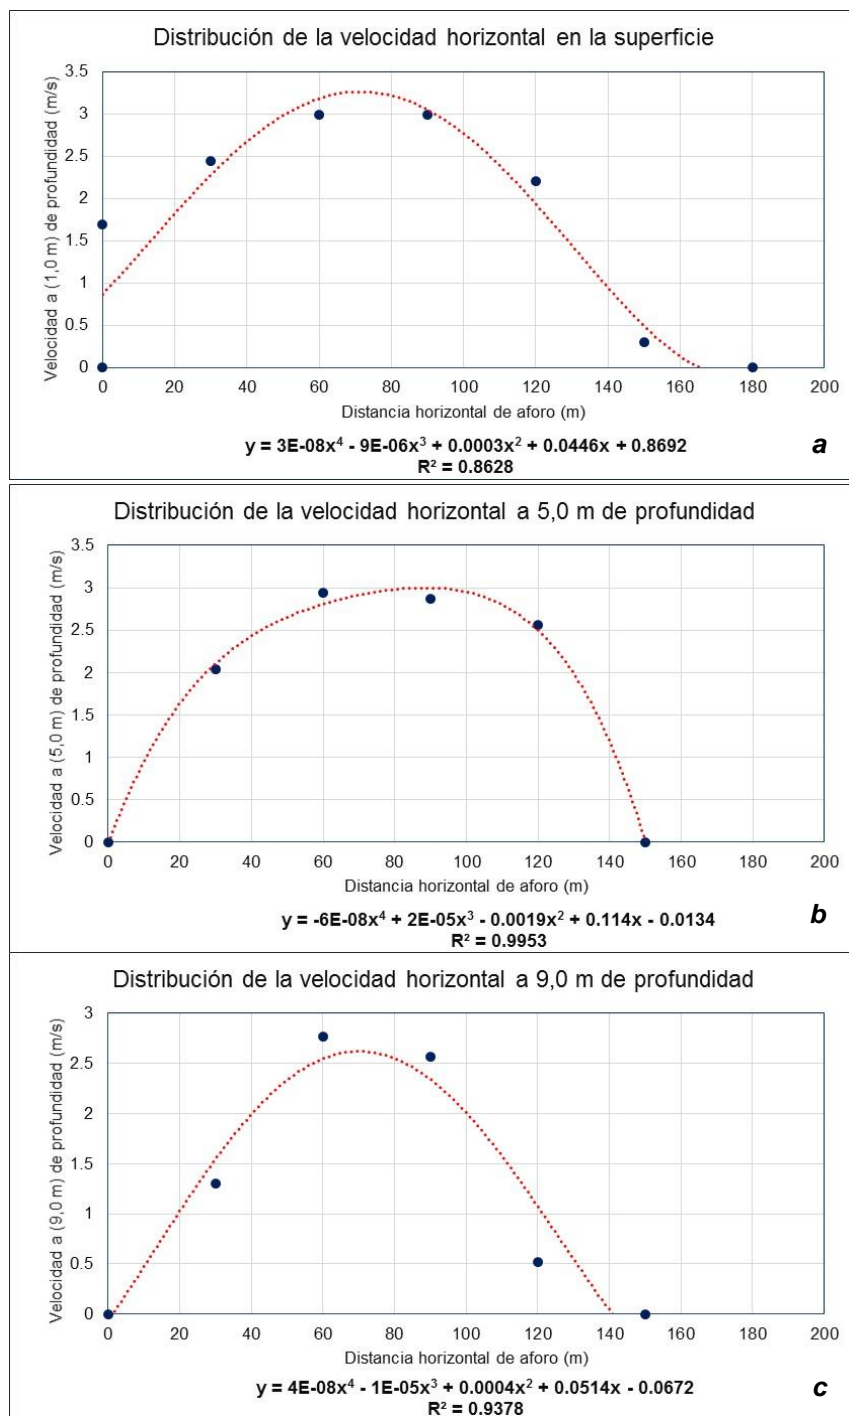 Distribución de la velocidad horizontal en la superficie
Velocidad a (1,0 m) de profundidad (m/s)
3.5
3
2.5
2
1.5
1
0.5
0
0 20 40 60 80 100 120 140 160 180 200
Distancia horizontal de aforo (m)
y = 3E-08x⁴ - 9E-06x³ + 0.0003x² + 0.0446x + 0.8692
R² = 0.8628
a
Distribución de la velocidad horizontal a 5,0 m de profundidad
Velocidad a (5,0 m) de profundidad (m/s)
3.5
3
2.5
2
1.5
1
0.5
0
0 20 40 60 80 100 120 140 160 180 200
Distancia horizontal de aforo (m)
y = -6E-08x⁴ + 2E-05x³ - 0.0019x² + 0.114x - 0.0134
R² = 0.9953
b
Distribución de la velocidad horizontal a 9,0 m de profundidad
Velocidad a (9,0 m) de profundidad (m/s)
3
2.5
2
1.5
1
0.5
0
0 20 40 60 80 100 120 140 160 180 200
Distancia horizontal de aforo (m)
y = 4E-08x⁴ - 1E-05x³ + 0.0004x² + 0.0514x - 0.0672
R² = 0.9378
c